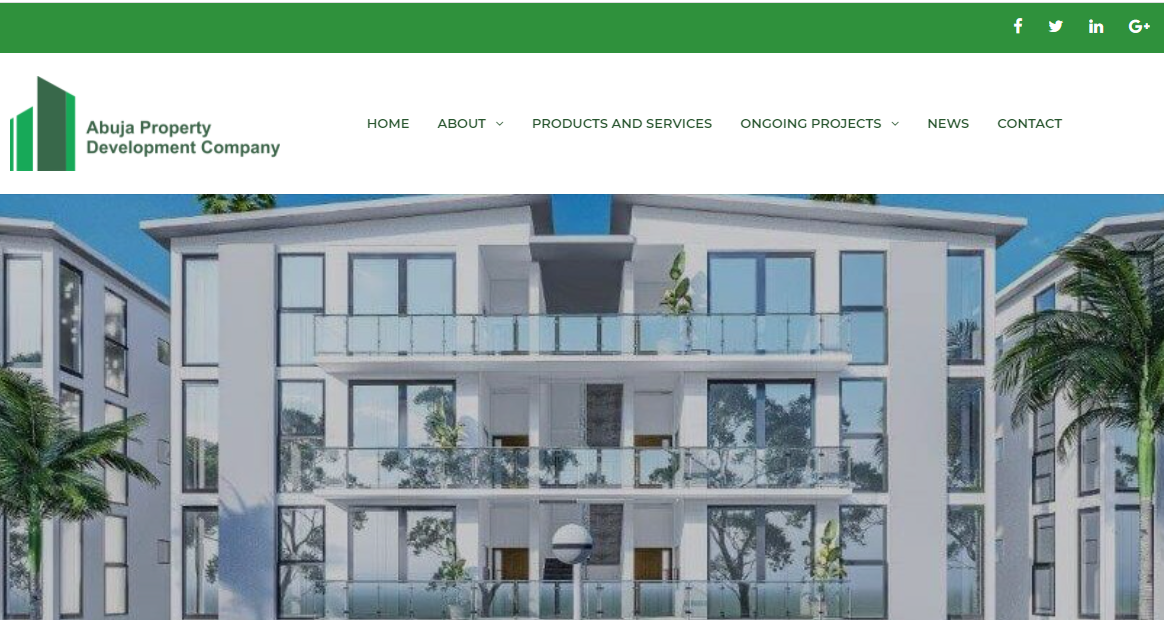 f in G+
Abuja Property
Development Company
HOME ABOUT PRODUCTS AND SERVICES ONGOING PROJECTS NEWS CONTACT